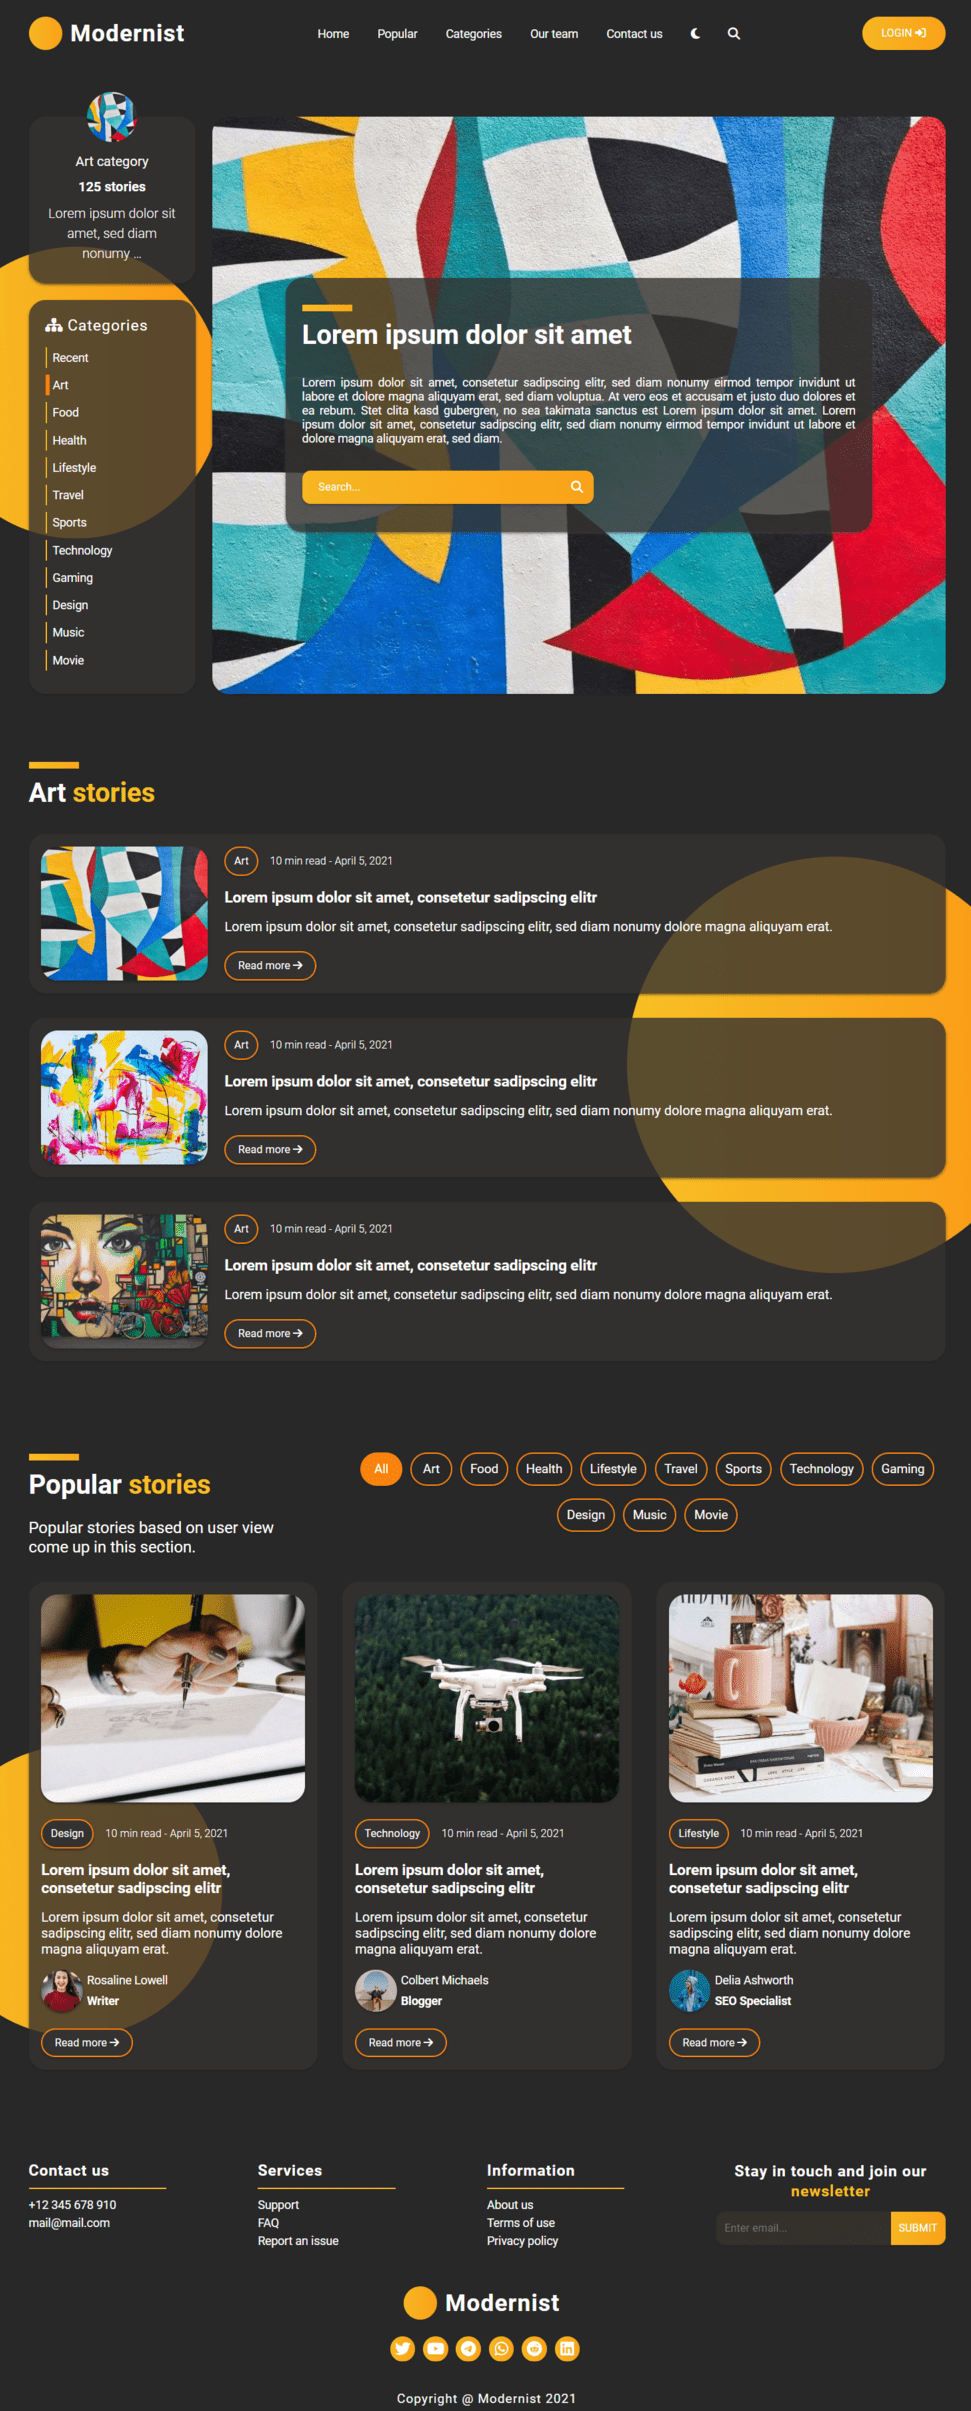 Modernist
Home
Popular
Categories
Our team
Contact us
LOGIN
Art category
125 stories
Lorem ipsum dolor sit
amet, sed diam
nonumy ...
Categories
Recent
Art
Food
Health
Lifestyle
Travel
Sports
Technology
Gaming
Design
Music
Movie
Lorem ipsum dolor sit amet
Lorem ipsum dolor sit amet, consetetur sadipscing elitr, sed diam nonumy eirmod tempor invidunt ut
labore et dolore magna aliquyam erat, sed diam voluptua. At vero eos et accusam et justo duo dolores et
ea rebum. Stet clita kasd gubergren, no sea takimata sanctus est Lorem ipsum dolor sit amet. Lorem
ipsum dolor sit amet, consetetur sadipscing elitr, sed diam nonumy eirmod tempor invidunt ut labore et
dolore magna aliquyam erat, sed diam.
Search...
Art stories
Art
10 min read - April 5, 2021
Lorem ipsum dolor sit amet, consetetur sadipscing elitr
Lorem ipsum dolor sit amet, consetetur sadipscing elitr, sed diam nonumy dolore magna aliquyam erat.
Read more
Art
10 min read - April 5, 2021
Lorem ipsum dolor sit amet, consetetur sadipscing elitr
Lorem ipsum dolor sit amet, consetetur sadipscing elitr, sed diam nonumy dolore magna aliquyam erat.
Read more
Art
10 min read - April 5, 2021
Lorem ipsum dolor sit amet, consetetur sadipscing elitr
Lorem ipsum dolor sit amet, consetetur sadipscing elitr, sed diam nonumy dolore magna aliquyam erat.
Read more
Popular stories
Popular stories based on user view
come up in this section.
All
Art
Food
Health
Lifestyle
Travel
Sports
Technology
Gaming
Design
Music
Movie
Design
10 min read - April 5, 2021
Lorem ipsum dolor sit amet,
consetetur sadipscing elitr
Lorem ipsum dolor sit amet, consetetur
sadipscing elitr, sed diam nonumy dolore
magna aliquyam erat.
Rosaline Lowell
Writer
Read more
Technology
10 min read - April 5, 2021
Lorem ipsum dolor sit amet,
consetetur sadipscing elitr
Lorem ipsum dolor sit amet, consetetur
sadipscing elitr, sed diam nonumy dolore
magna aliquyam erat.
Colbert Michaels
Blogger
Read more
Lifestyle
10 min read - April 5, 2021
Lorem ipsum dolor sit amet,
consetetur sadipscing elitr
Lorem ipsum dolor sit amet, consetetur
sadipscing elitr, sed diam nonumy dolore
magna aliquyam erat.
Delia Ashworth
SEO Specialist
Read more
Contact us
+12 345 678 910
mail@mail.com
Services
Support
FAQ
Report an issue
Information
About us
Terms of use
Privacy policy
Stay in touch and join our
newsletter
Enter email...
SUBMIT
Modernist
Copyright @ Modernist 2021